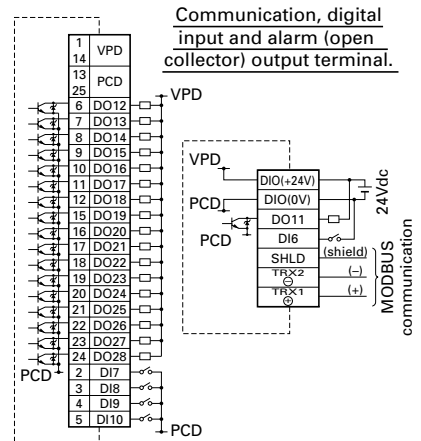 Communication, digital
input and alarm (open
collector) output terminal.
1
14 VPD
13
25 PCD
VPD
6 DO12
7 DO13
8 DO14
9 DO15
10 DO16
11 DO17
12 DO18
15 DO19
16 DO20
17 DO21
18 DO22
19 DO23
20 DO24
21 DO25
22 DO26
23 DO27
24 DO28
PCD
2 DI7
3 DI8
4 DI9
5 DI10
PCD
VPD
DIO(+24V)
PCD
DIO(0V)
24Vdc
DO11
PCD
DI6
SHLD (shield)
TRX2 (−)
⊖
TRX1 (+)
⊕
MODBUS
communication